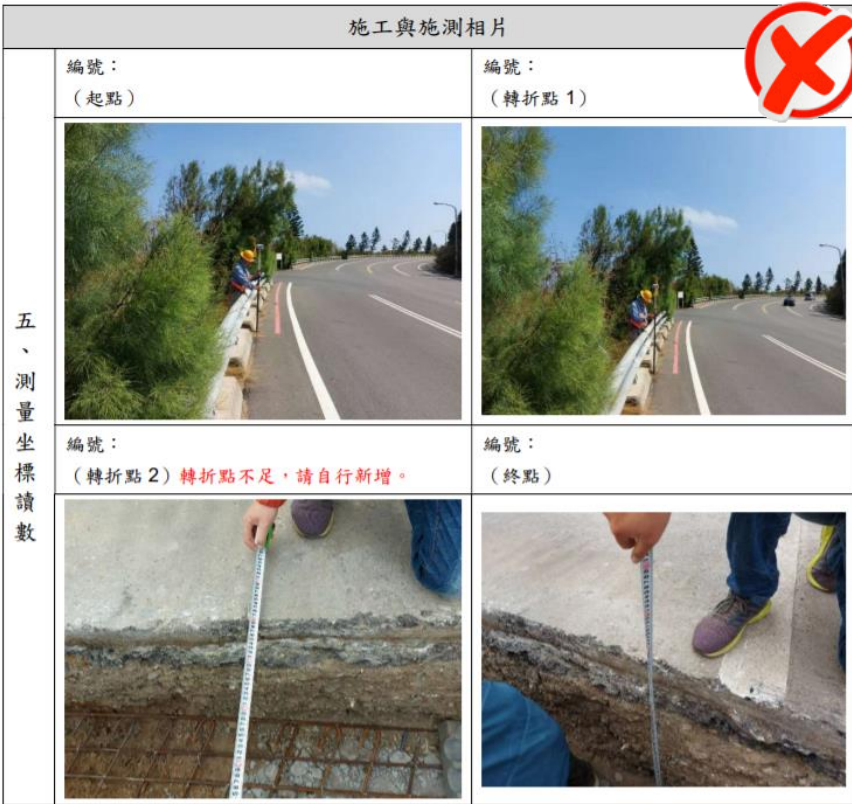 施工與施測相片
編號：
（起點）
編號：
（轉折點 1）
五、測量坐標讀數
編號：
（轉折點 2）轉折點不足，請自行新增。
編號：
（終點）